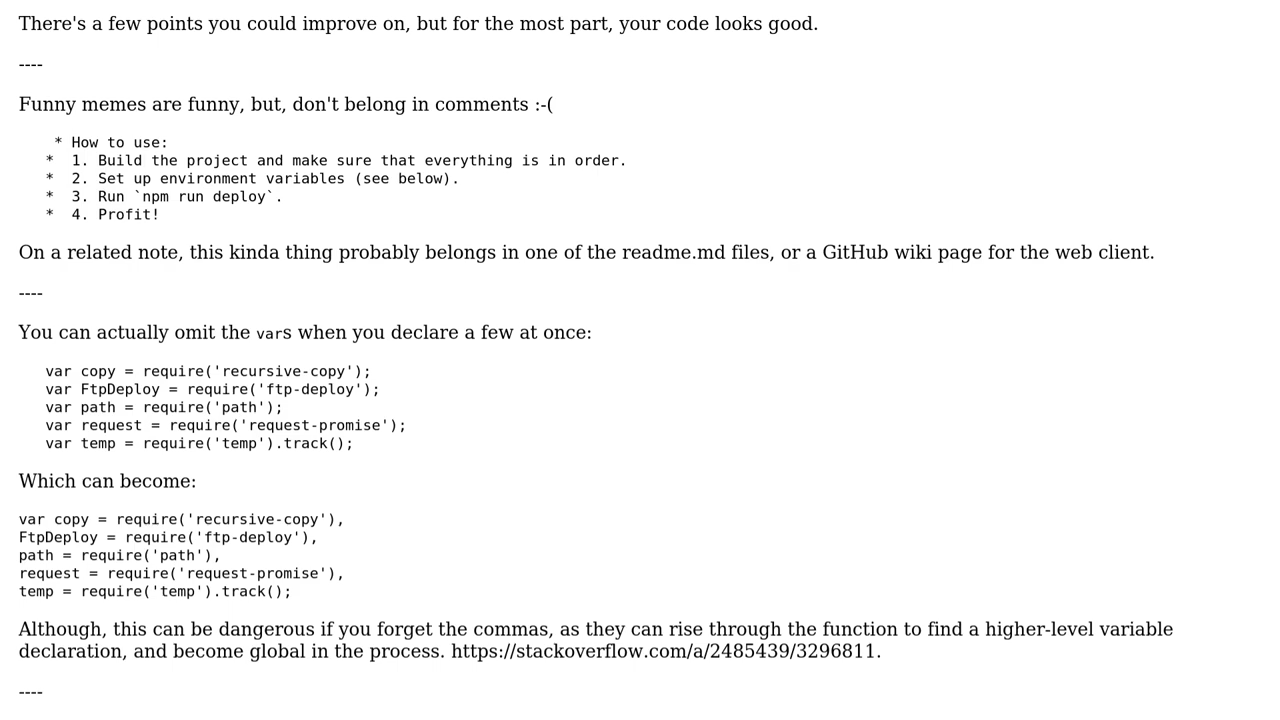 There's a few points you could improve on, but for the most part, your code looks good.
----
Funny memes are funny, but, don't belong in comments :-(
 * How to use:
*  1. Build the project and make sure that everything is in order.
*  2. Set up environment variables (see below).
*  3. Run `npm run deploy`.
*  4. Profit!
On a related note, this kinda thing probably belongs in one of the readme.md files, or a GitHub wiki page for the web client.
----
You can actually omit the vars when you declare a few at once:
var copy = require('recursive-copy');
var FtpDeploy = require('ftp-deploy');
var path = require('path');
var request = require('request-promise');
var temp = require('temp').track();
Which can become:
var copy = require('recursive-copy'),
FtpDeploy = require('ftp-deploy'),
path = require('path'),
request = require('request-promise'),
temp = require('temp').track();
Although, this can be dangerous if you forget the commas, as they can rise through the function to find a higher-level variable
declaration, and become global in the process. https://stackoverflow.com/a/2485439/3296811.
----